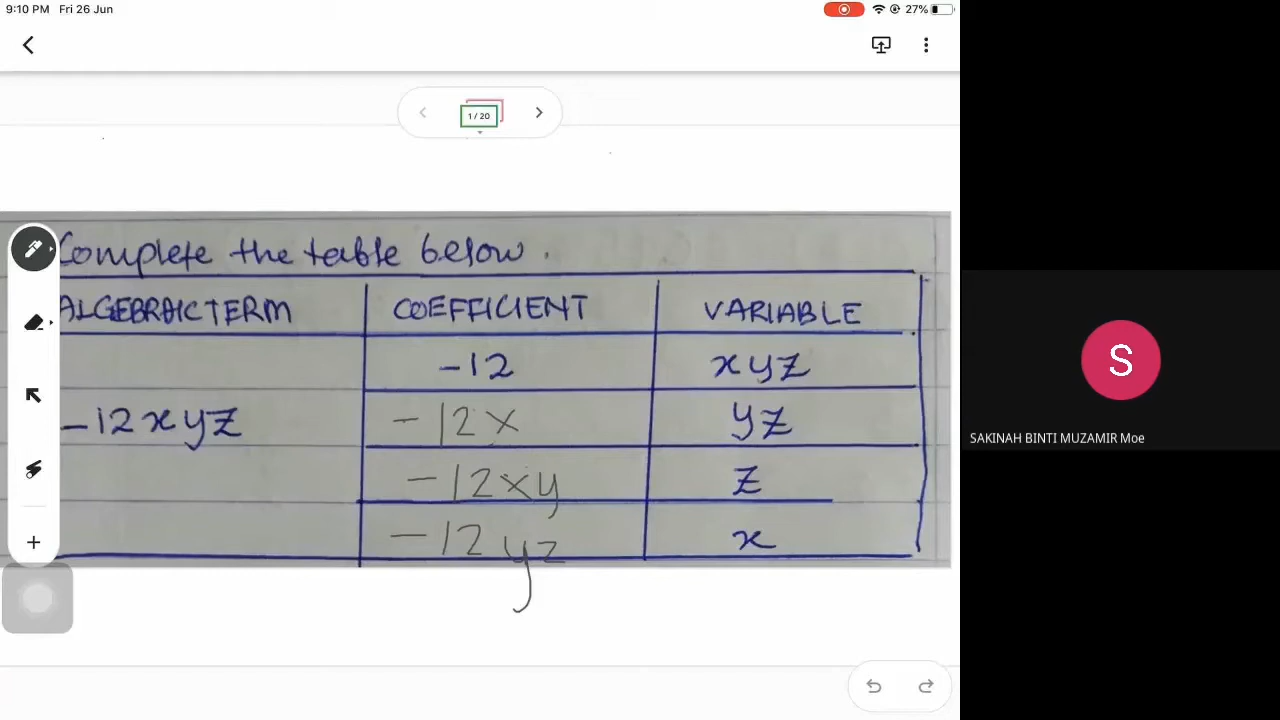 9:10 PM Fri 26 Jun
27%
1 / 20
Complete the table below.
ALGEBRAIC TERM COEFFICIENT VARIABLE
-12 xyz
-12xyz -12x yz
-12xy z
-12yz x
S
SAKINAH BINTI MUZAMIR Moe